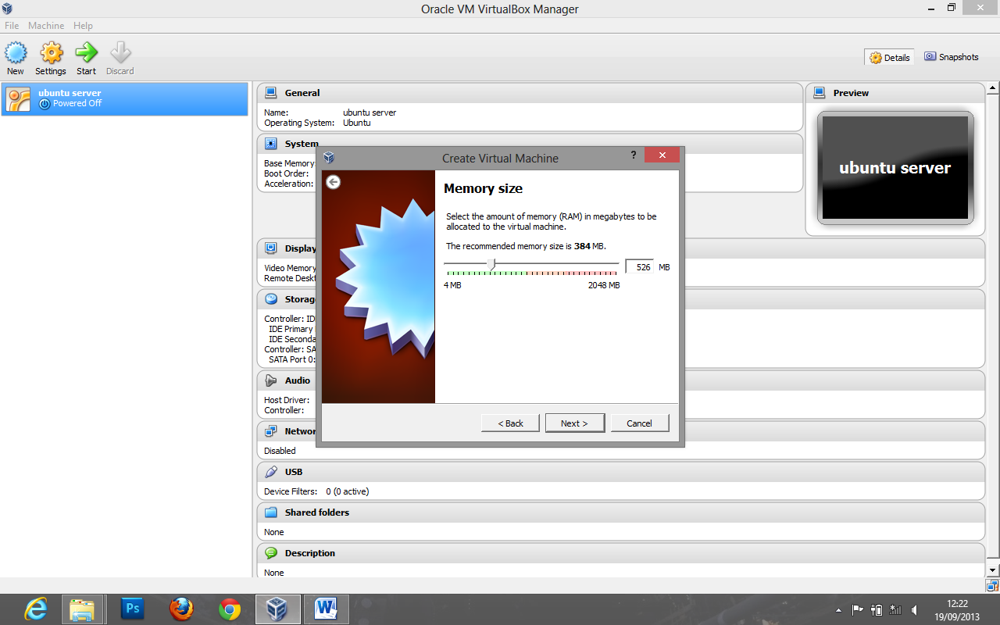 Oracle VM VirtualBox Manager
File Machine Help
New Settings Start Discard
Details Snapshots
ubuntu server
Powered Off
General
Name: ubuntu server
Operating System: Ubuntu
Preview
ubuntu server
System
Base Memory
Boot Order:
Acceleration:
Display
Video Memory
Remote Deskt
Storage
Controller: ID
IDE Primary
IDE Seconda
Controller: SA
SATA Port 0:
Audio
Host Driver:
Controller:
Networ
Disabled
USB
Device Filters: 0 (0 active)
Shared folders
None
Description
None
Create Virtual Machine
?
Memory size
Select the amount of memory (RAM) in megabytes to be
allocated to the virtual machine.
The recommended memory size is 384 MB.
526 MB
4 MB 2048 MB
< Back Next > Cancel
Ps
W
12:22
19/09/2013